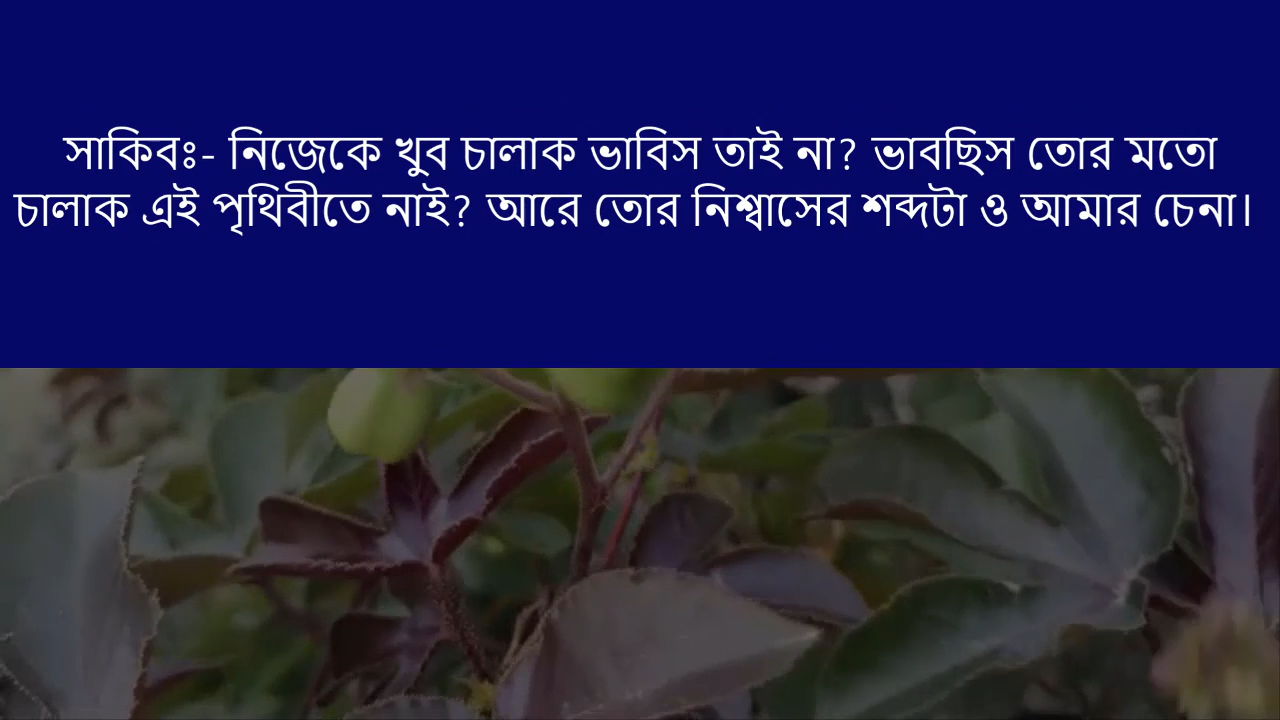 সাকিবঃ- নিজেকে খুব চালাক ভাবিস তাই না? ভাবছিস তোর মতো
চালাক এই পৃথিবীতে নাই? আরে তোর নিশ্বাসের শব্দটা ও আমার চেনা।